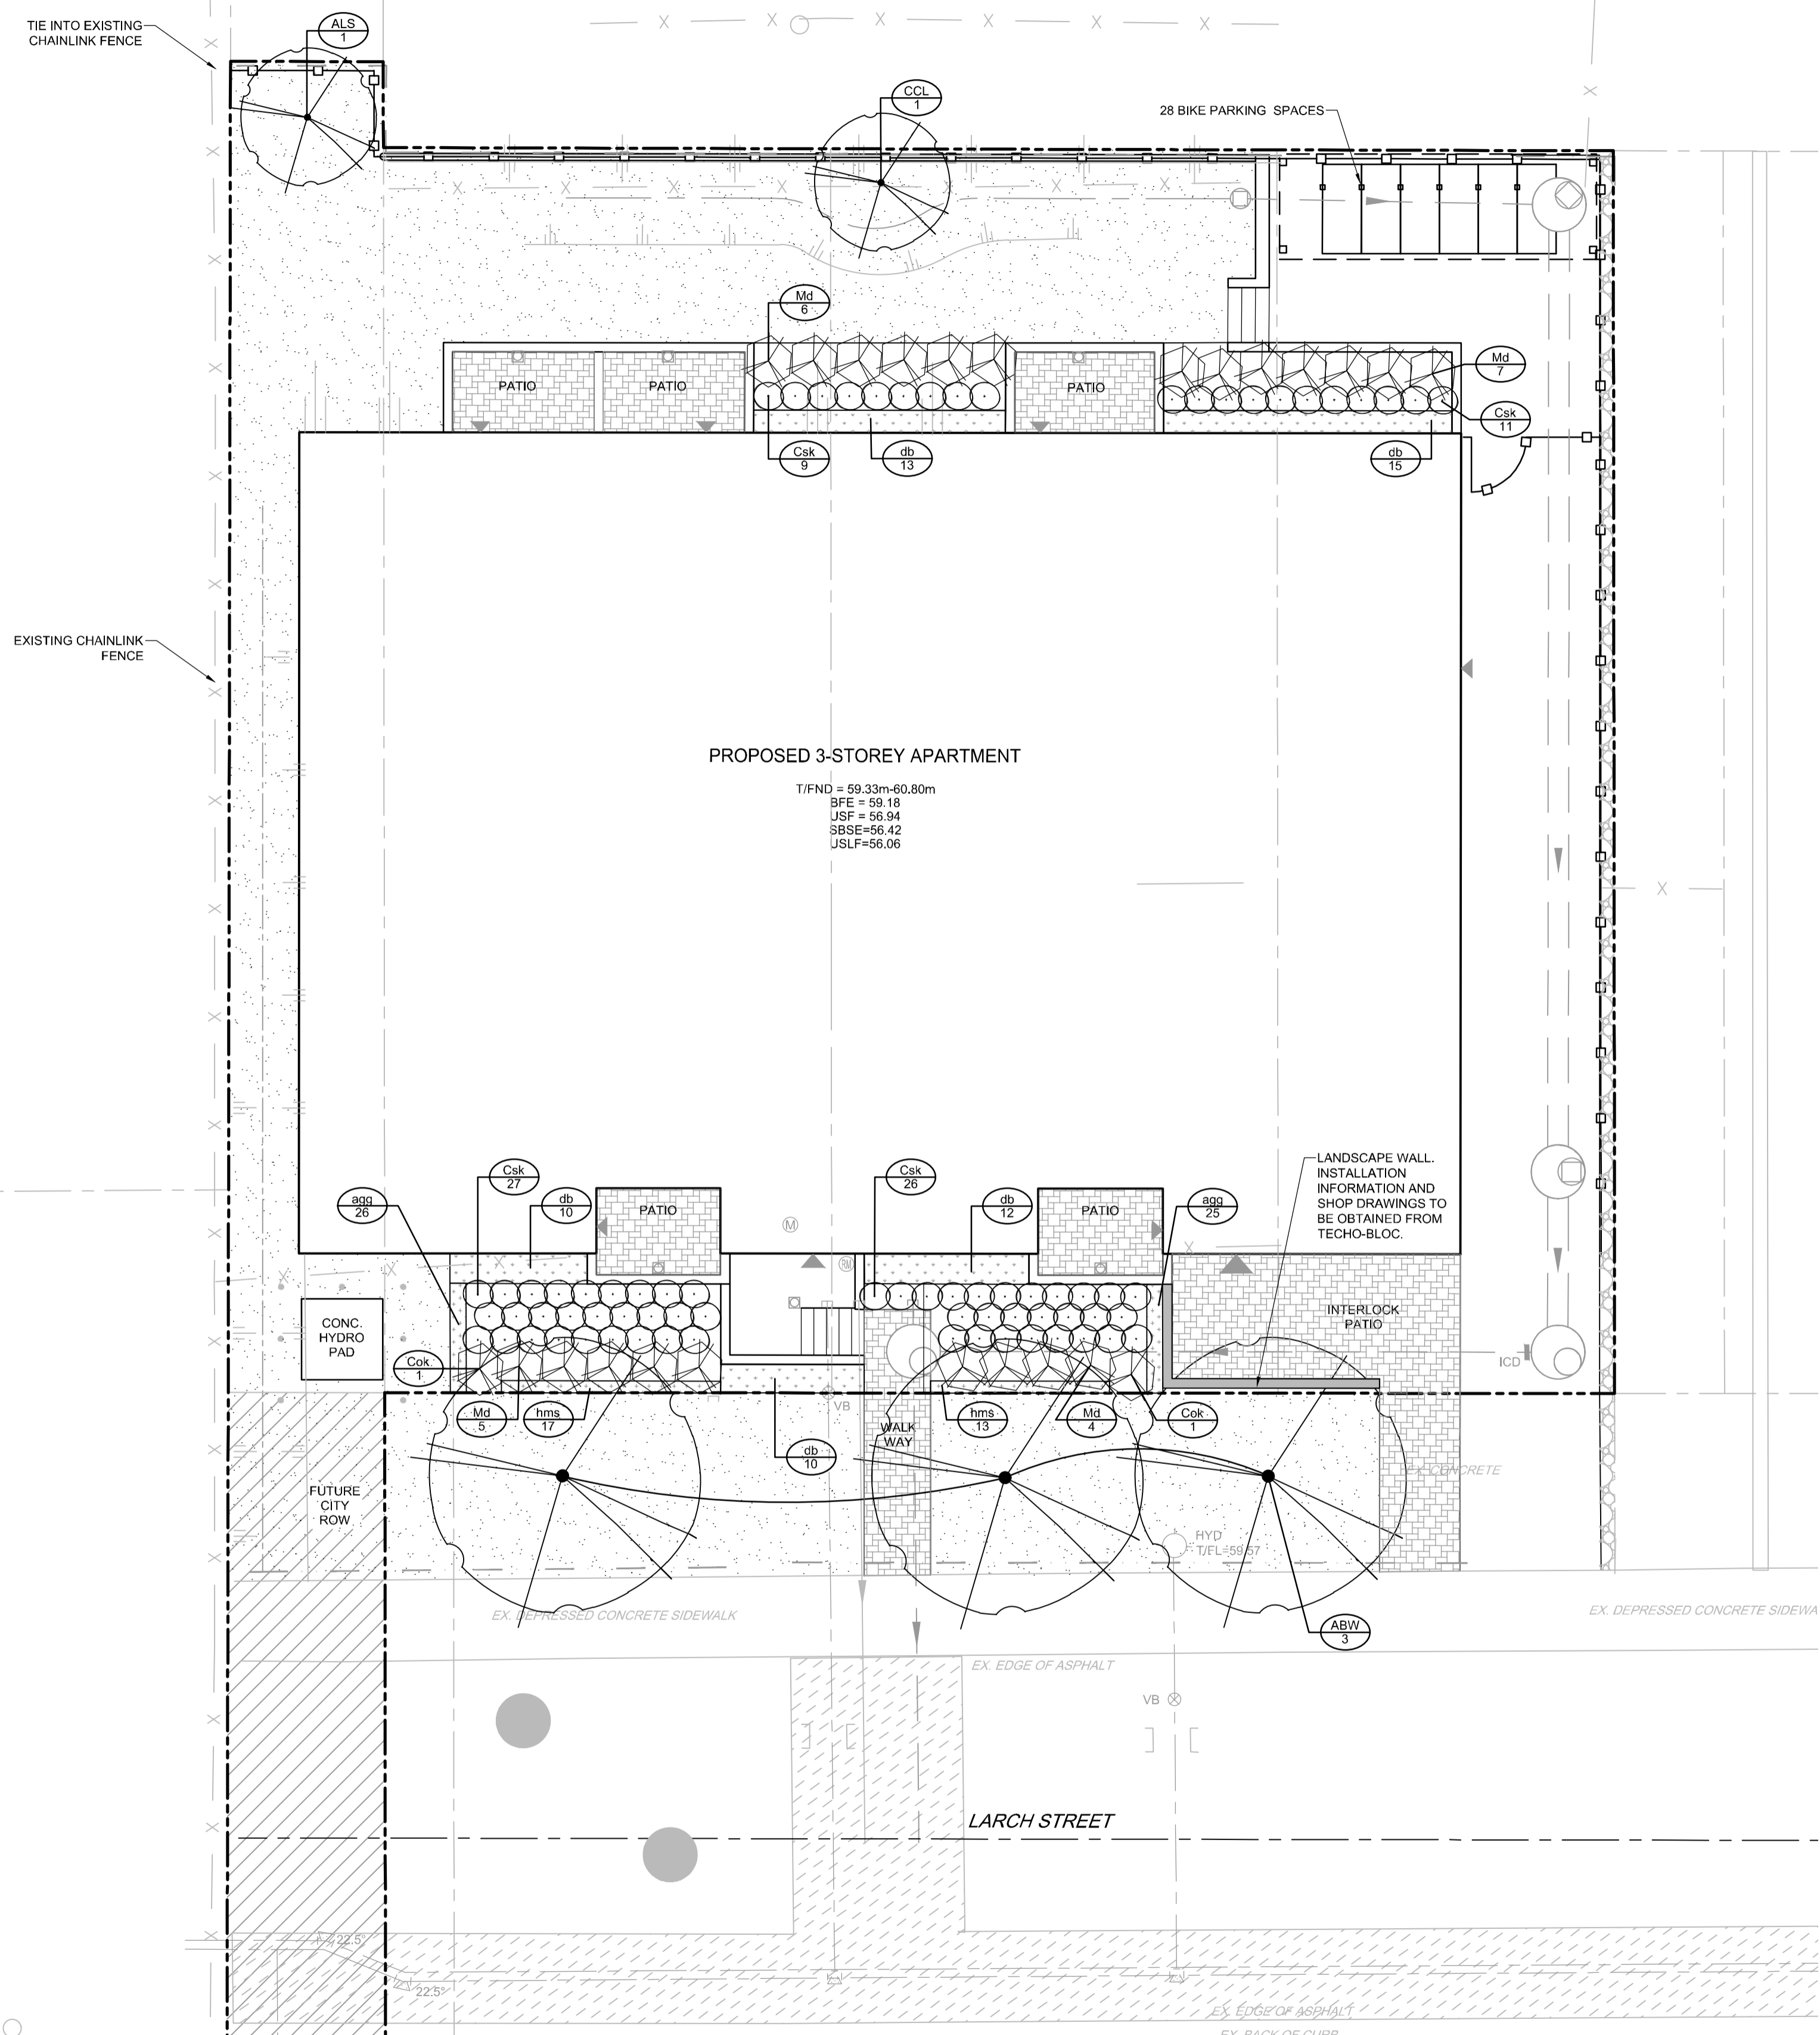 TIE INTO EXISTING
CHAINLINK FENCE
ALS
1
CCL
1
28 BIKE PARKING SPACES
Md
6
PATIO
PATIO
PATIO
Md
7
Csk
11
Csk
9
db
13
db
15
EXISTING CHAINLINK
FENCE
PROPOSED 3-STOREY APARTMENT
T/FND = 59.33m-60.80m
BFE = 59.18
USF = 56.94
SBSE=56.42
USLF=56.06
LANDSCAPE WALL.
INSTALLATION
INFORMATION AND
SHOP DRAWINGS TO
BE OBTAINED FROM
TECHO-BLOC.
Csk
27
Csk
26
agg
26
db
10
PATIO
M
RM
db
12
PATIO
agg
25
CONC.
HYDRO
PAD
INTERLOCK
PATIO
ICD
Cok
1
VB
Md
5
hms
17
hms
13
Md
4
Cok
1
WALK
WAY
db
10
EX. CONCRETE
FUTURE
CITY
ROW
HYD
T/FL=59.57
EX. DEPRESSED CONCRETE SIDEWALK
EX. DEPRESSED CONCRETE SIDEWA
ABW
3
EX. EDGE OF ASPHALT
VB
LARCH STREET
22.5°
22.5°
EX. EDGE OF ASPHALT
EX. BACK OF CURB